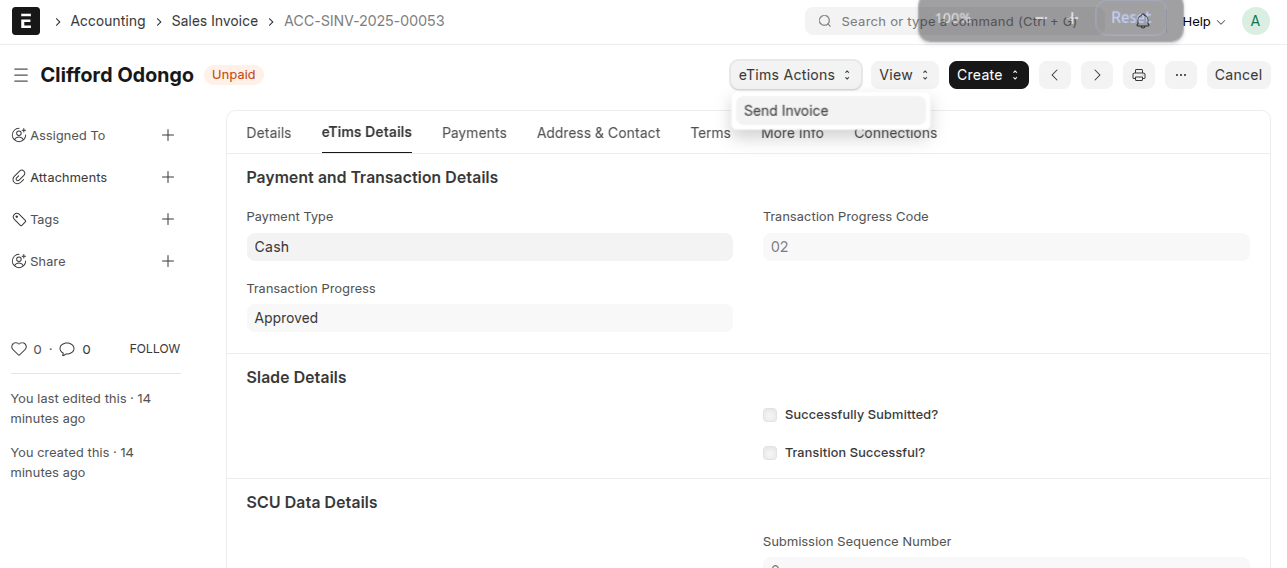 E > Accounting > Sales Invoice > ACC-SINV-2025-00053
Search or type a command (Ctrl + G)
100% − + Reset
Help
A
Clifford Odongo
Unpaid
eTims Actions
View
Create
Cancel
Send Invoice
Assigned To
Attachments
Tags
Share
0 · 0
FOLLOW
You last edited this · 14
minutes ago
You created this · 14
minutes ago
Details
eTims Details
Payments
Address & Contact
Terms
More Info
Connections
Payment and Transaction Details
Payment Type
Cash
Transaction Progress Code
02
Transaction Progress
Approved
Slade Details
Successfully Submitted?
Transition Successful?
SCU Data Details
Submission Sequence Number